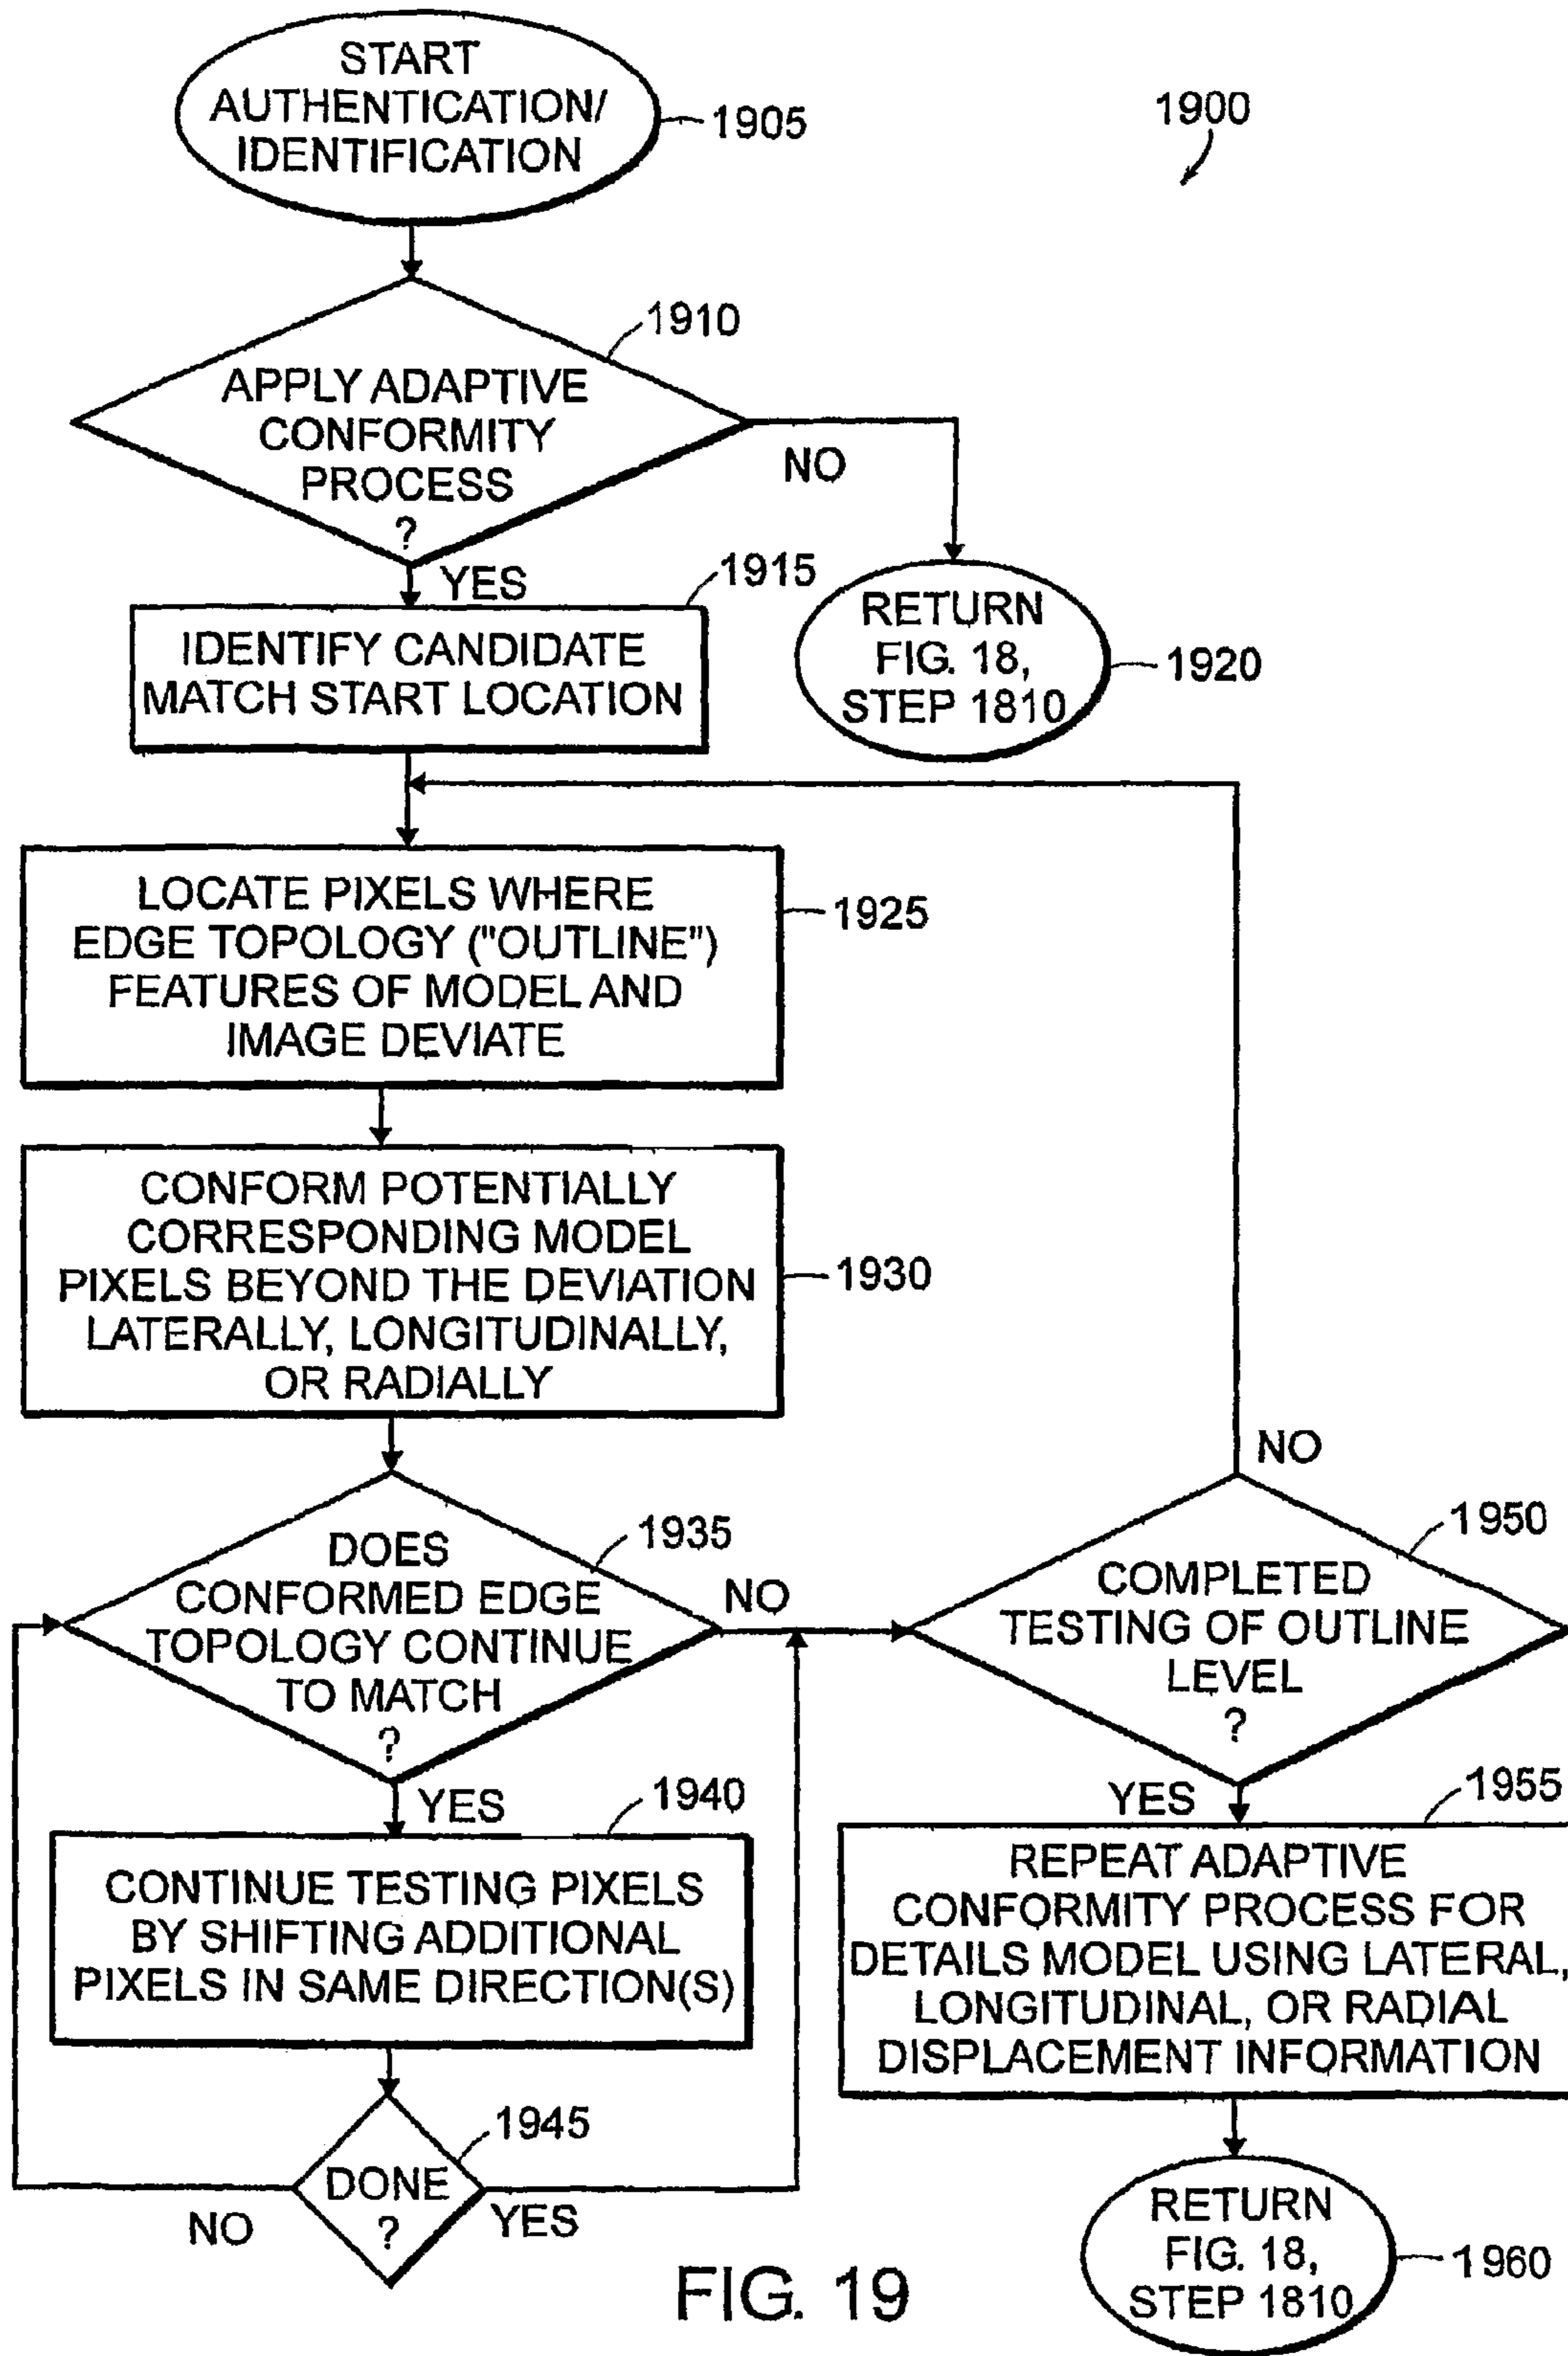 START
AUTHENTICATION/
IDENTIFICATION
1905
1900
1910
APPLY ADAPTIVE
CONFORMITY
PROCESS
?
NO
YES
1915
IDENTIFY CANDIDATE
MATCH START LOCATION
RETURN
FIG. 18,
STEP 1810
1920
LOCATE PIXELS WHERE
EDGE TOPOLOGY ("OUTLINE")
FEATURES OF MODEL AND
IMAGE DEVIATE
1925
CONFORM POTENTIALLY
CORRESPONDING MODEL
PIXELS BEYOND THE DEVIATION
LATERALLY, LONGITUDINALLY,
OR RADIALLY
1930
DOES
CONFORMED EDGE
TOPOLOGY CONTINUE
TO MATCH
?
1935
NO
YES
1940
CONTINUE TESTING PIXELS
BY SHIFTING ADDITIONAL
PIXELS IN SAME DIRECTION(S)
1945
DONE
?
NO
YES
NO
1950
COMPLETED
TESTING OF OUTLINE
LEVEL
?
YES
1955
REPEAT ADAPTIVE
CONFORMITY PROCESS FOR
DETAILS MODEL USING LATERAL,
LONGITUDINAL, OR RADIAL
DISPLACEMENT INFORMATION
RETURN
FIG. 18,
STEP 1810
1960
FIG. 19